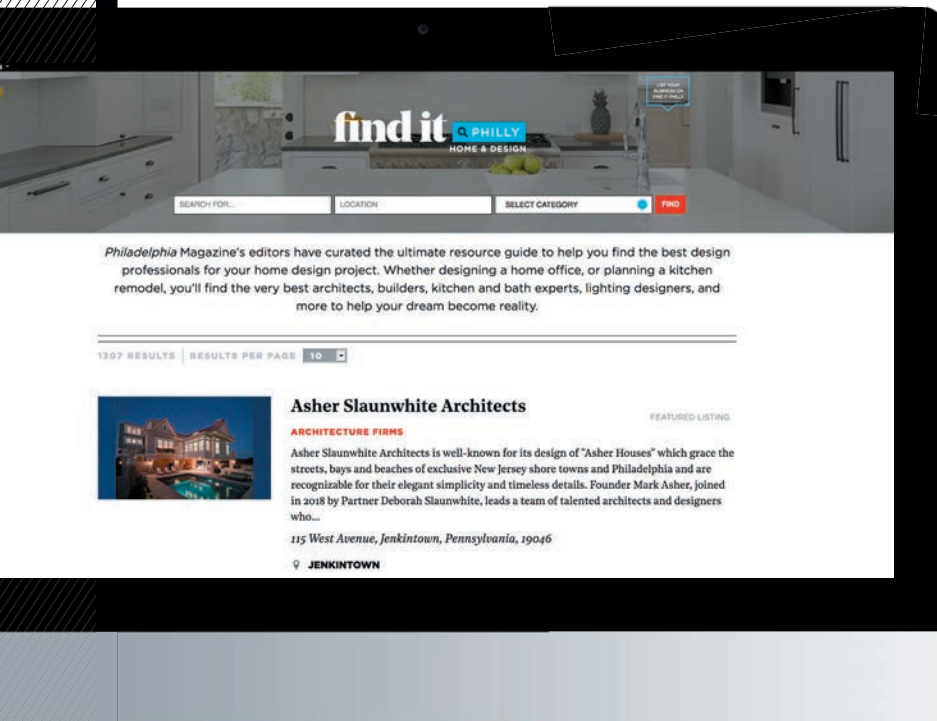 LIST YOUR
BUSINESS ON
FIND IT PHILLY
find it PHILLY
HOME & DESIGN
SEARCH FOR... LOCATION SELECT CATEGORY FIND
Philadelphia Magazine's editors have curated the ultimate resource guide to help you find the best design
professionals for your home design project. Whether designing a home office, or planning a kitchen
remodel, you'll find the very best architects, builders, kitchen and bath experts, lighting designers, and
more to help your dream become reality.
1307 RESULTS | RESULTS PER PAGE 10
Asher Slaunwhite Architects
FEATURED LISTING
ARCHITECTURE FIRMS
Asher Slaunwhite Architects is well-known for its design of "Asher Houses" which grace the
streets, bays and beaches of exclusive New Jersey shore towns and Philadelphia and are
recognizable for their elegant simplicity and timeless details. Founder Mark Asher, joined
in 2018 by Partner Deborah Slaunwhite, leads a team of talented architects and designers
who...
115 West Avenue, Jenkintown, Pennsylvania, 19046
JENKINTOWN